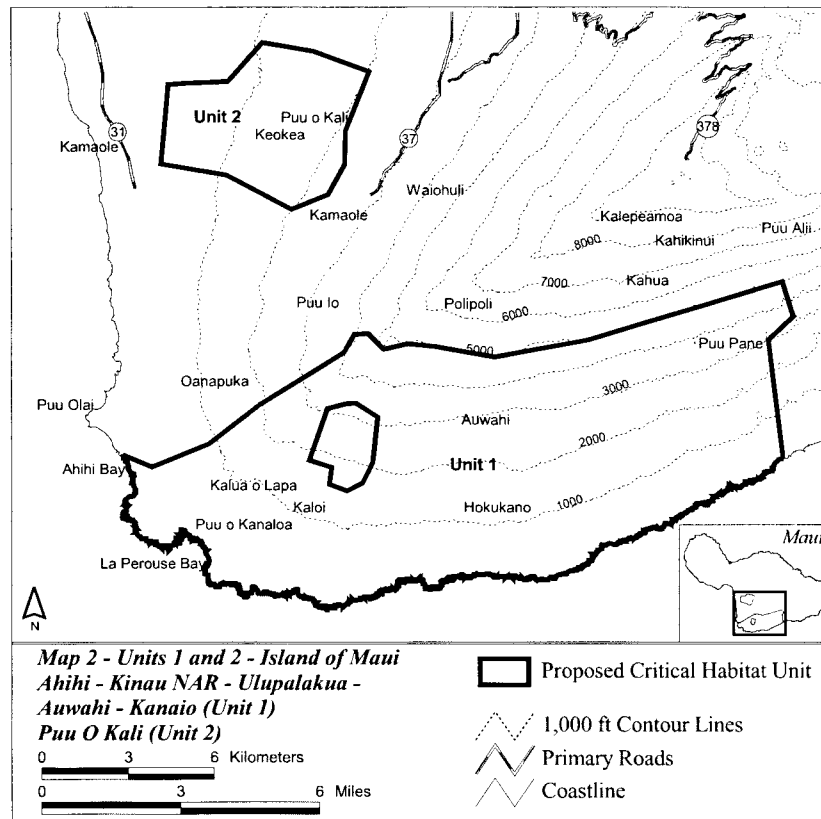 Unit 2
Puu o Kali
Keokea
31
37
378
Kamaole
Waiohuli
Kamaole
Kalepeamoa
Puu Alii
8000
Kahikinui
7000
Kahua
Puu Io
Polipoli
6000
5000
Puu Pane
Oanapuka
3000
Puu Olai
Auwahi
2000
Ahihi Bay
Unit 1
Kalua o Lapa
Kaloi
Hokukano
1000
Puu o Kanaloa
La Perouse Bay
Maui
N
Map 2 - Units 1 and 2 - Island of Maui
Ahihi - Kinau NAR - Ulupalakua -
Auwahi - Kanaio (Unit 1)
Puu O Kali (Unit 2)
0 3 6 Kilometers
0 3 6 Miles
Proposed Critical Habitat Unit
1,000 ft Contour Lines
Primary Roads
Coastline